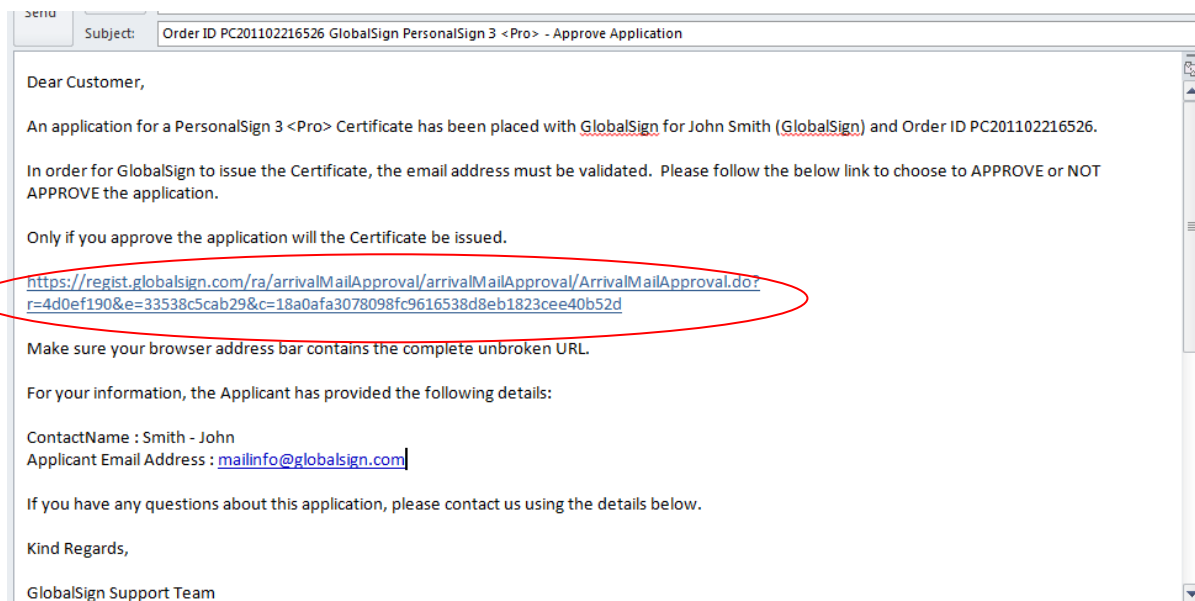 Send
Subject: Order ID PC201102216526 GlobalSign PersonalSign 3 <Pro> - Approve Application
Dear Customer,
An application for a PersonalSign 3 <Pro> Certificate has been placed with GlobalSign for John Smith (GlobalSign) and Order ID PC201102216526.
In order for GlobalSign to issue the Certificate, the email address must be validated.  Please follow the below link to choose to APPROVE or NOT
APPROVE the application.
Only if you approve the application will the Certificate be issued.
https://regist.globalsign.com/ra/arrivalMailApproval/arrivalMailApproval/ArrivalMailApproval.do?
r=4d0ef190&e=33538c5cab29&c=18a0afa3078098fc9616538d8eb1823cee40b52d
Make sure your browser address bar contains the complete unbroken URL.
For your information, the Applicant has provided the following details:
ContactName : Smith - John
Applicant Email Address : mailinfo@globalsign.com
If you have any questions about this application, please contact us using the details below.
Kind Regards,
GlobalSign Support Team